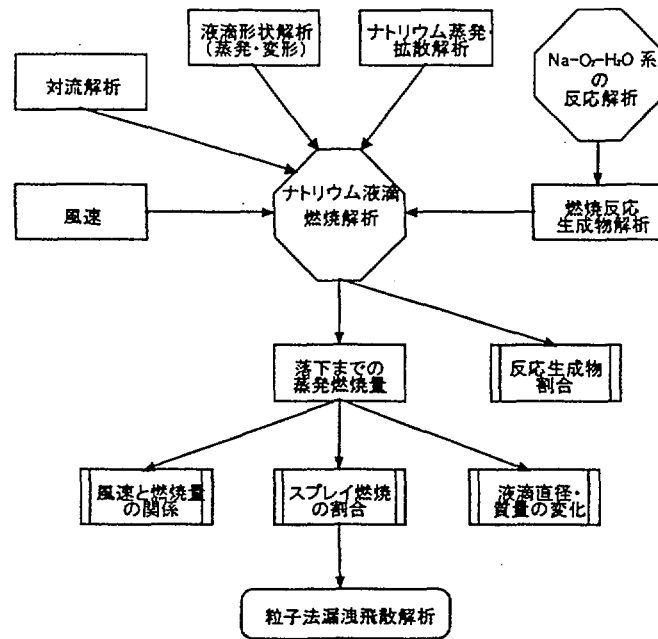 液滴形状解析
(蒸発・変形)
ナトリウム蒸発・
拡散解析
Na-O₂-H₂O 系
の
反応解析
対流解析
風速
ナトリウム液滴
燃焼解析
燃焼反応
生成物解析
落下までの
蒸発燃焼量
反応生成物
割合
風速と燃焼量
の関係
スプレイ燃焼
の割合
液滴直径・
質量の変化
粒子法漏洩飛散解析